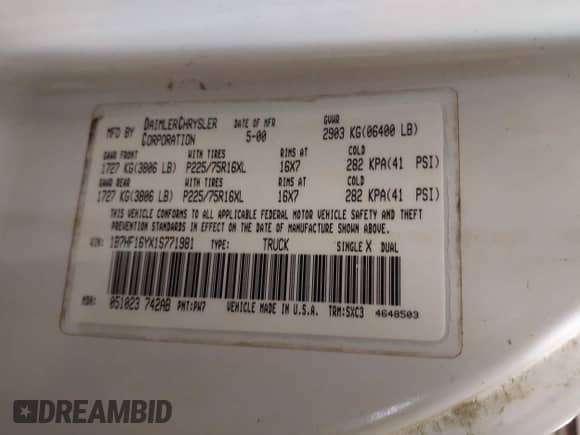 MFD BY DAIMLERCHRYSLER CORPORATION DATE OF MFR 5-00 GVWR 2903 KG(06400 LB)
GAWR FRONT WITH TIRES RIMS AT COLD
1727 KG(3806 LB) P225/75R16XL 16X7 282 KPA(41 PSI)
GAWR REAR WITH TIRES RIMS AT COLD
1727 KG(3806 LB) P225/75R16XL 16X7 282 KPA(41 PSI)
THIS VEHICLE CONFORMS TO ALL APPLICABLE FEDERAL MOTOR VEHICLE SAFETY AND THEFT
PREVENTION STANDARDS IN EFFECT ON THE DATE OF MANUFACTURE SHOWN ABOVE.
VIN: 1B7HF16YX1S771981 TYPE: TRUCK SINGLE X DUAL
MDH: 051023 742AB PNT:PW7 VEHICLE MADE IN U.S.A. TRM:SXC3 4648503
DREAMBID